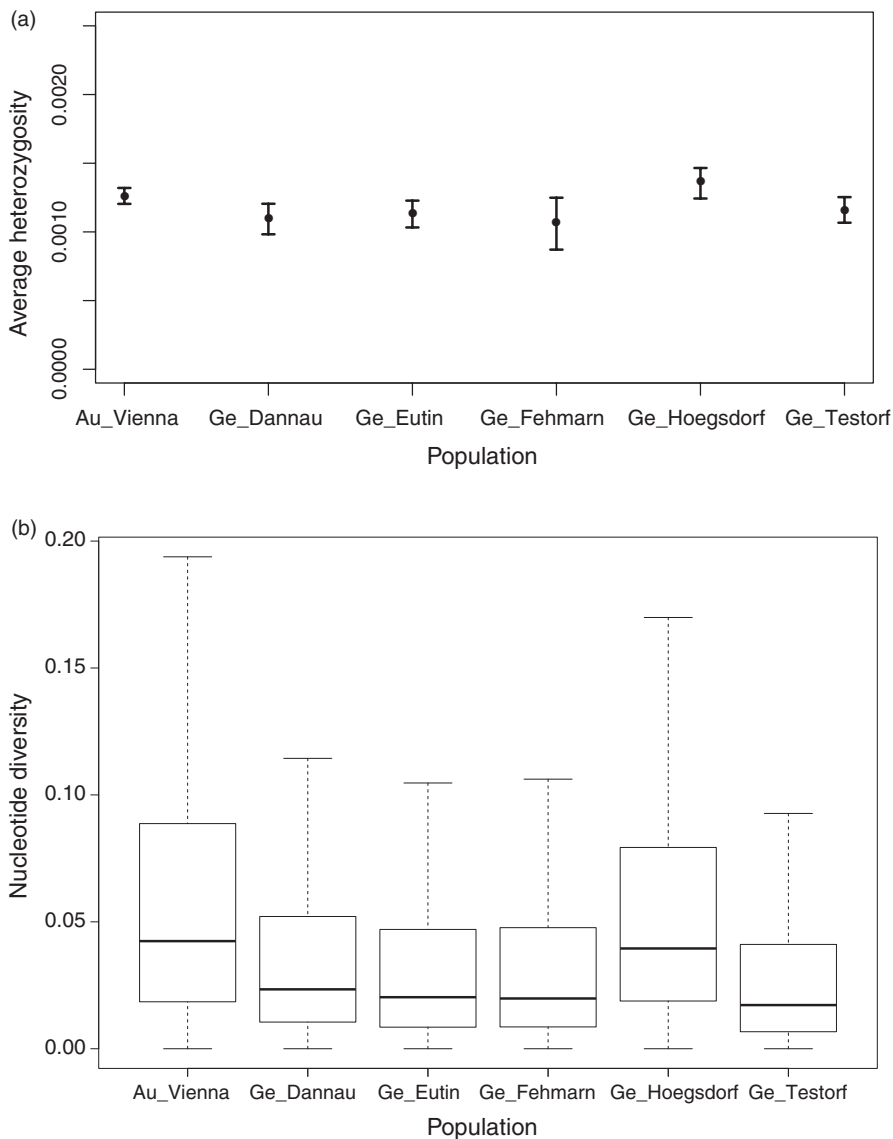 (a)
Average heterozygosity
0.0020
0.0010
0.0000
Au_Vienna Ge_Dannau Ge_Eutin Ge_Fehmarn Ge_Hoegsdorf Ge_Testorf
Population
(b)
Nucleotide diversity
0.20
0.15
0.10
0.05
0.00
Au_Vienna Ge_Dannau Ge_Eutin Ge_Fehmarn Ge_Hoegsdorf Ge_Testorf
Population